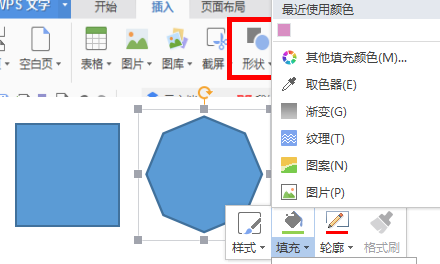 WPS 文字
插入
页面布局
空白页
表格
图片
图库
截屏
形状
最近使用颜色
其他填充颜色(M)...
取色器(E)
渐变(G)
纹理(T)
图案(N)
图片(P)
样式
填充
轮廓
格式刷